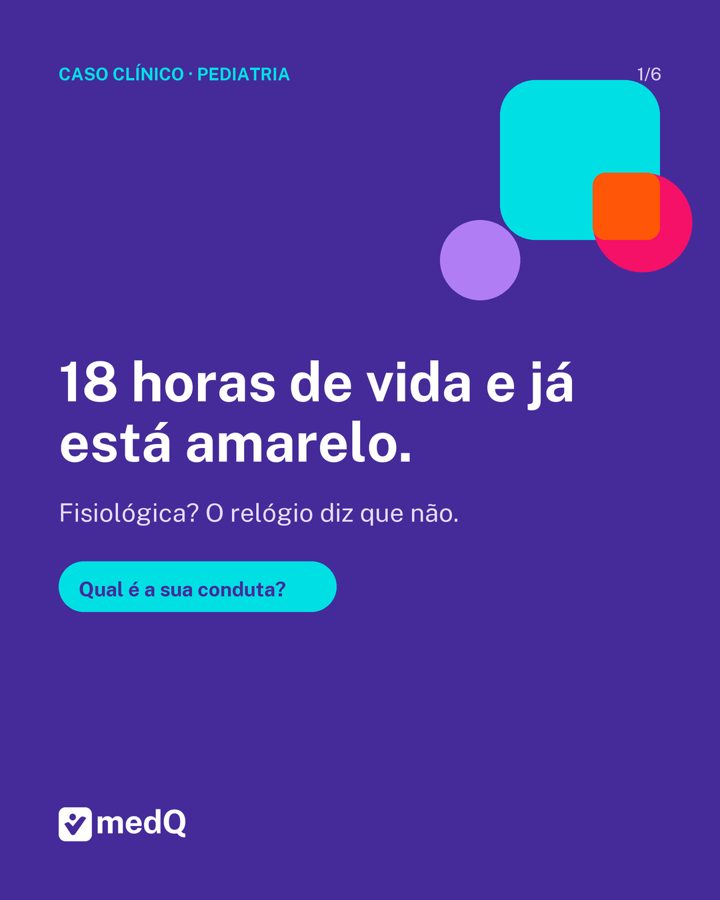 CASO CLÍNICO · PEDIATRIA
1/6
18 horas de vida e já
está amarelo.
Fisiológica? O relógio diz que não.
Qual é a sua conduta?
medQ